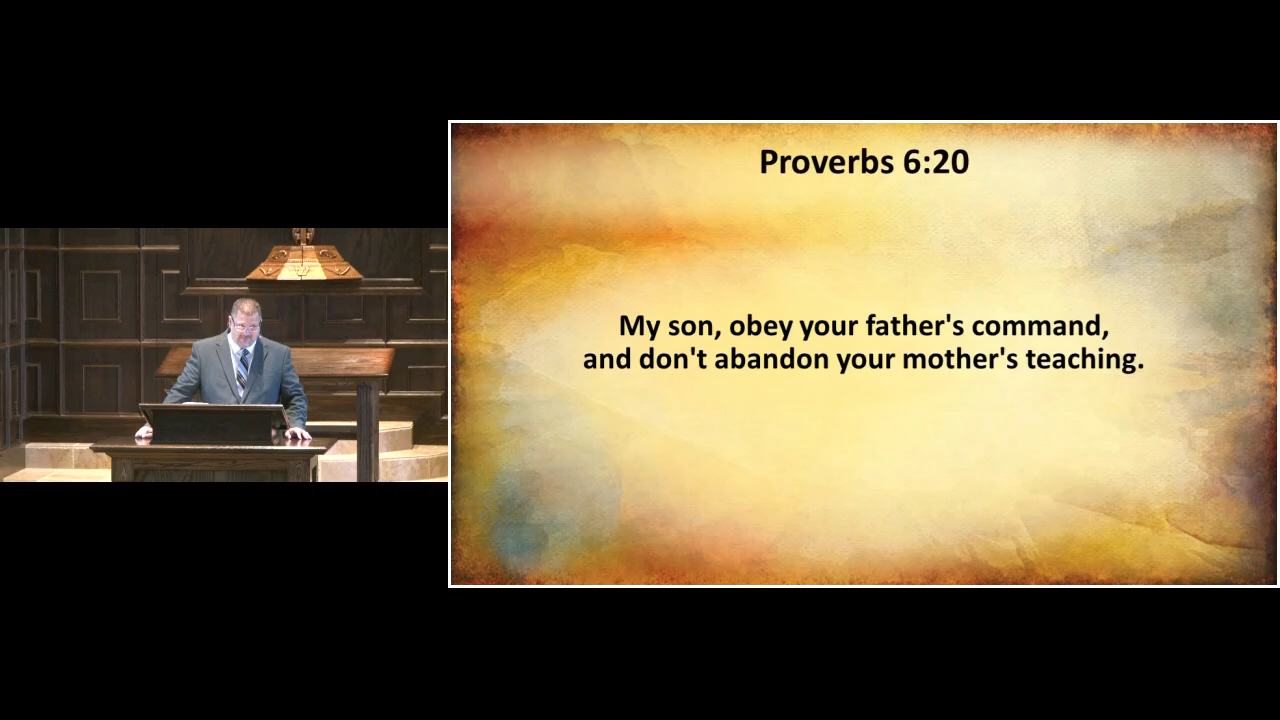 Proverbs 6:20
My son, obey your father's command,
and don't abandon your mother's teaching.